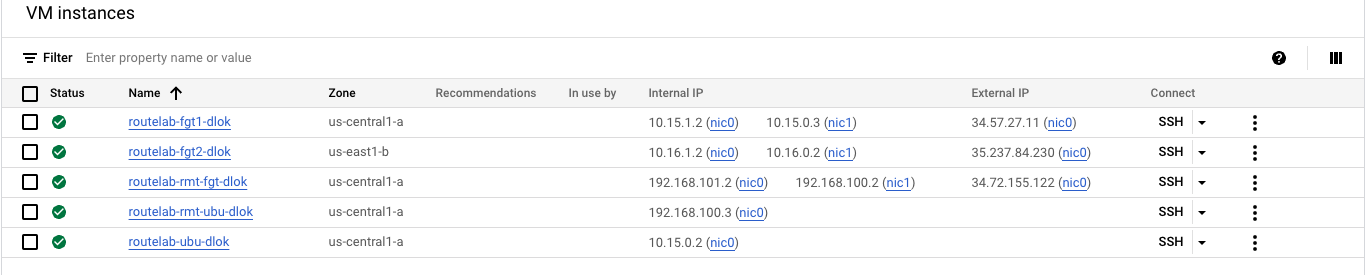 VM instances
Filter Enter property name or value
Status Name Zone Recommendations In use by Internal IP External IP Connect
routelab-fgt1-dlok us-central1-a 10.15.1.2 (nic0) 10.15.0.3 (nic1) 34.57.27.11 (nic0) SSH
routelab-fgt2-dlok us-east1-b 10.16.1.2 (nic0) 10.16.0.2 (nic1) 35.237.84.230 (nic0) SSH
routelab-rmt-fgt-dlok us-central1-a 192.168.101.2 (nic0) 192.168.100.2 (nic1) 34.72.155.122 (nic0) SSH
routelab-rmt-ubu-dlok us-central1-a 192.168.100.3 (nic0) SSH
routelab-ubu-dlok us-central1-a 10.15.0.2 (nic0) SSH